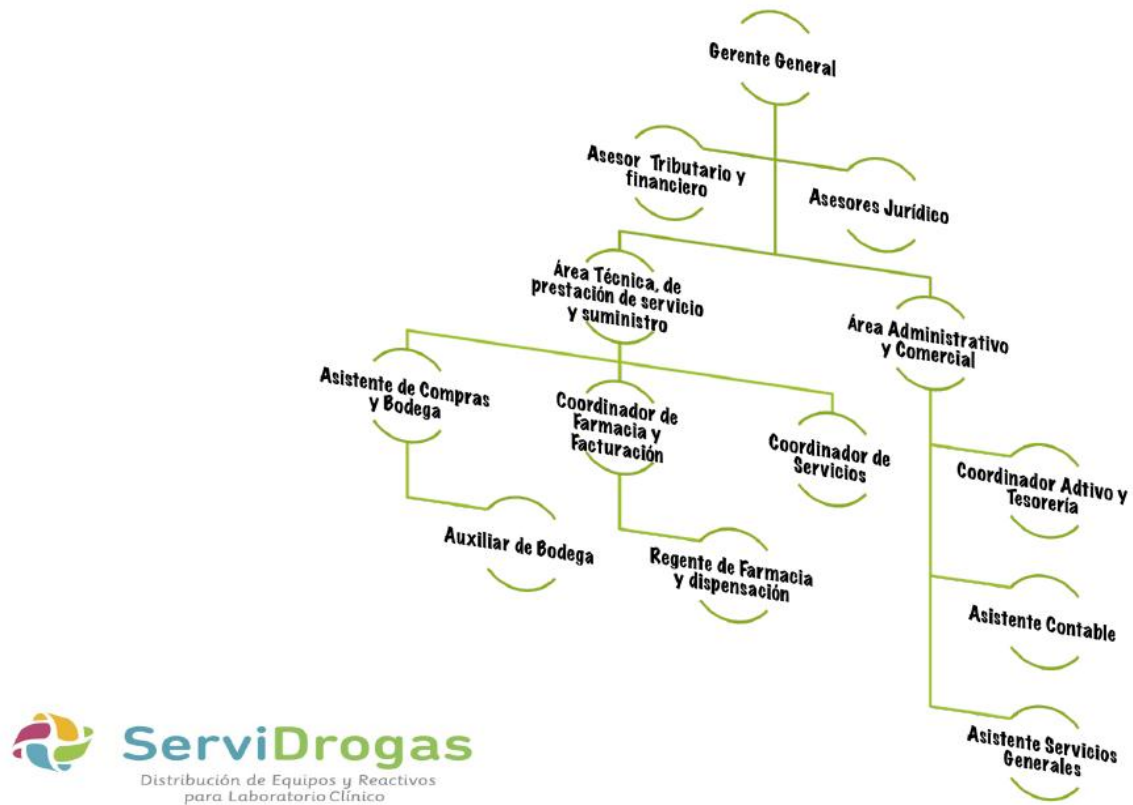 Gerente General
Asesor Tributario y
financiero
Asesores Jurídico
Área Técnica, de
prestación de servicio
y suministro
Área Administrativo
y Comercial
Asistente de Compras
y Bodega
Coordinador de
Farmacia y
Facturación
Coordinador de
Servicios
Coordinador Adtivo y
Tesorería
Auxiliar de Bodega
Regente de Farmacia
y dispensación
Asistente Contable
Asistente Servicios
Generales
ServiDrogas
Distribución de Equipos y Reactivos
para Laboratorio Clínico